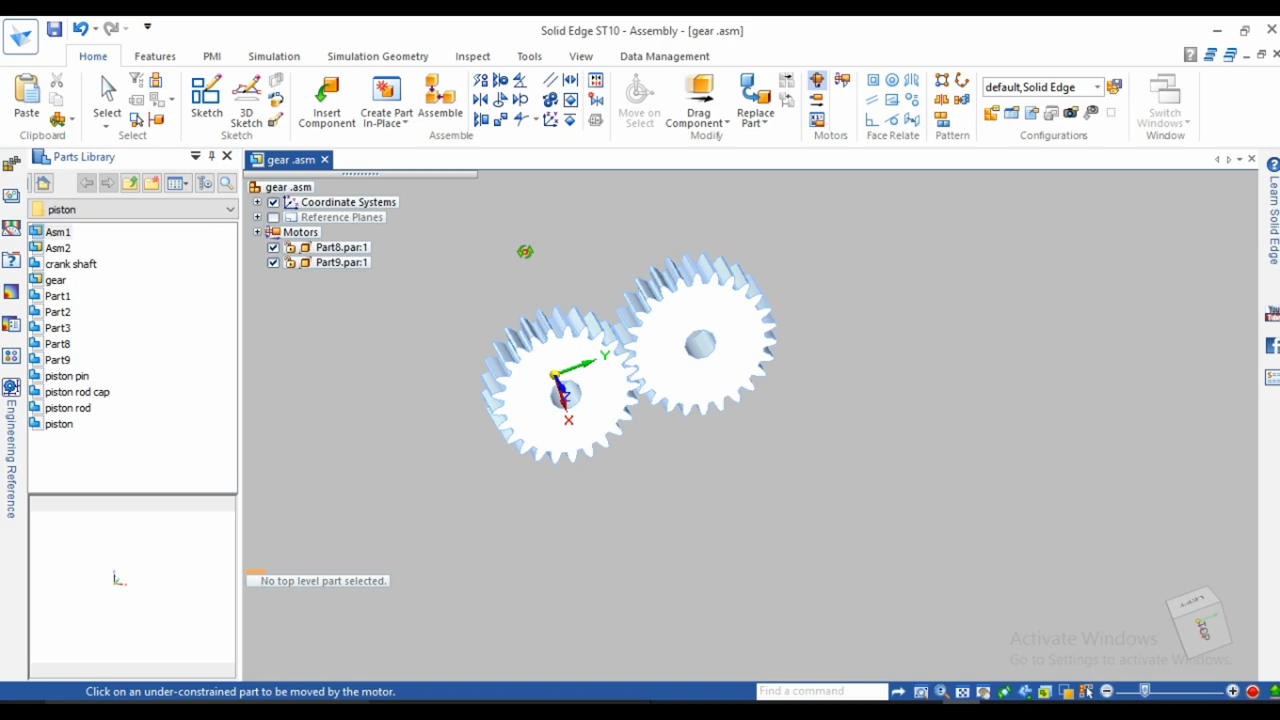 Solid Edge ST10 - Assembly - [gear .asm]
Home Features PMI Simulation Simulation Geometry Inspect Tools View Data Management
Paste
Clipboard
Select
Select
Sketch
3D Sketch
Sketch
Insert Component
Create Part In-Place
Assembly
Assemble
Move on Select
Drag Component
Replace Part
Modify
Motors
Face Relate
Pattern
default,Solid Edge
Configurations
Switch Windows
Window
Parts Library
gear .asm
piston
Asm1
Asm2
crank shaft
gear
Part1
Part2
Part3
Part8
Part9
piston pin
piston rod cap
piston rod
piston
Engineering Reference
gear .asm
Coordinate Systems
Reference Planes
Motors
Part8.par:1
Part9.par:1
Y
Z
X
No top level part selected.
LEFT
TOP
Learn Solid Edge
Activate Windows
Go to Settings to activate Windows.
Click on an under-constrained part to be moved by the motor.
Find a command